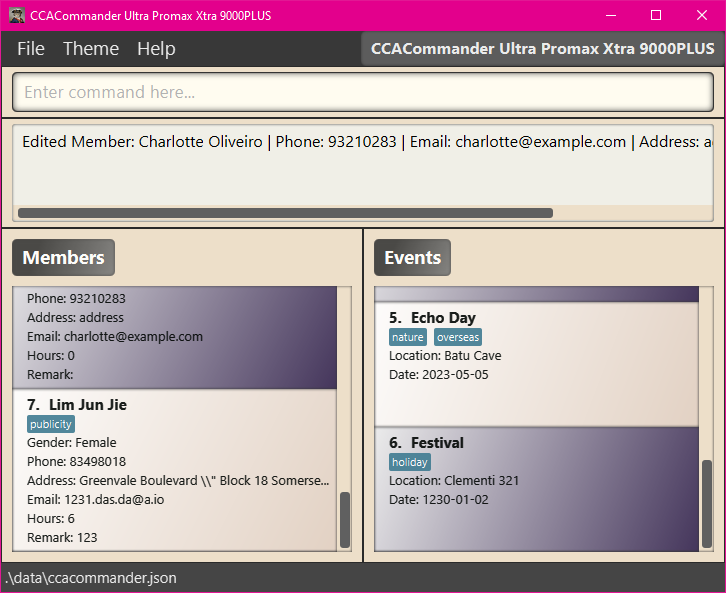 CCACommander Ultra Promax Xtra 9000PLUS
File Theme Help CCACommander Ultra Promax Xtra 9000PLUS
Enter command here...
Edited Member: Charlotte Oliveiro | Phone: 93210283 | Email: charlotte@example.com | Address: a
Members
Phone: 93210283
Address: address
Email: charlotte@example.com
Hours: 0
Remark:
7. Lim Jun Jie
publicity
Gender: Female
Phone: 83498018
Address: Greenvale Boulevard \\" Block 18 Somerse...
Email: 1231.das.da@a.io
Hours: 6
Remark: 123
Events
5. Echo Day
nature overseas
Location: Batu Cave
Date: 2023-05-05
6. Festival
holiday
Location: Clementi 321
Date: 1230-01-02
.\data\ccacommander.json